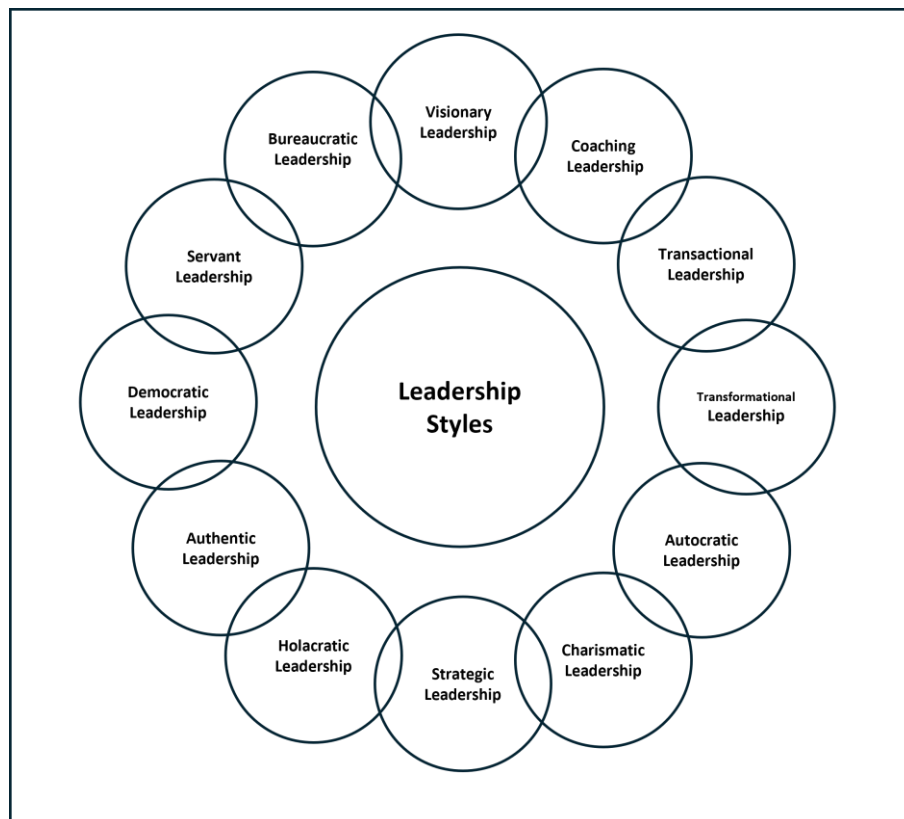 Visionary
Leadership
Coaching
Leadership
Transactional
Leadership
Transformational
Leadership
Autocratic
Leadership
Charismatic
Leadership
Strategic
Leadership
Holacratic
Leadership
Authentic
Leadership
Democratic
Leadership
Servant
Leadership
Bureaucratic
Leadership
Leadership
Styles